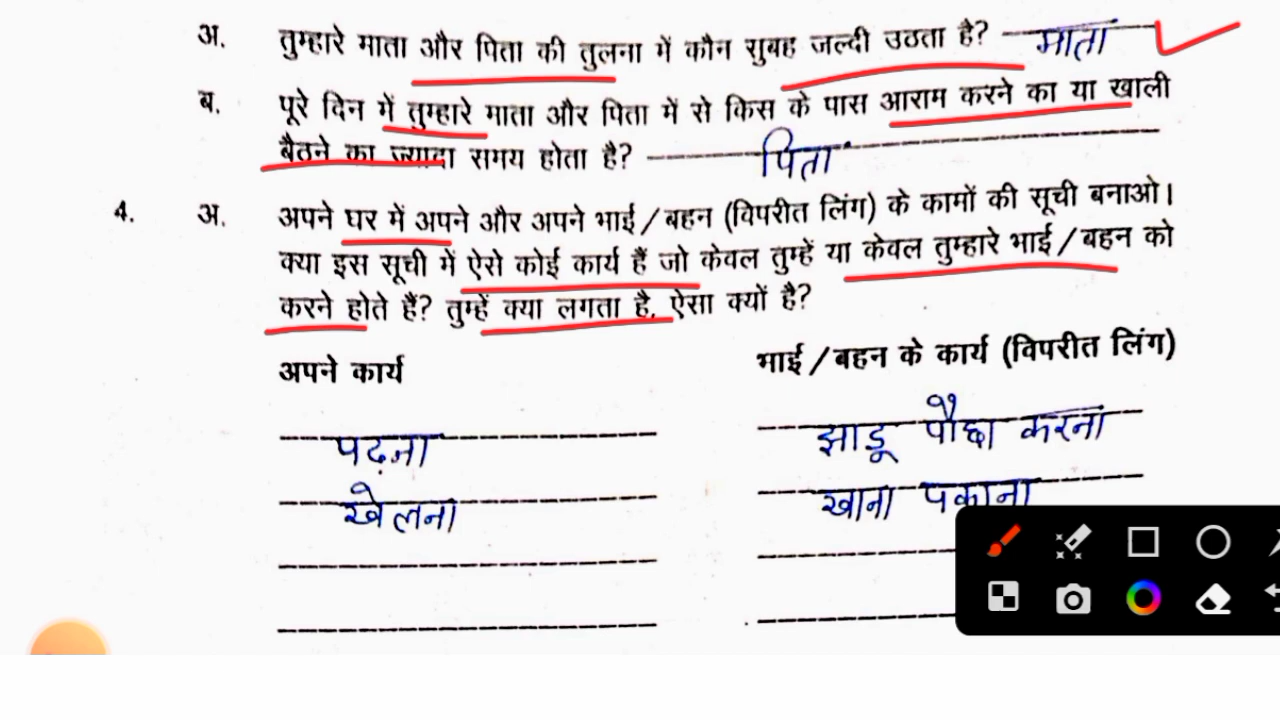 अ. तुम्हारे माता और पिता की तुलना में कौन सुबह जल्दी उठता है? माता
ब. पूरे दिन में तुम्हारे माता और पिता में से किस के पास आराम करने का या खाली
बैठने का ज्यादा समय होता है? पिता
4. अ. अपने घर में अपने और अपने भाई/बहन (विपरीत लिंग) के कामों की सूची बनाओ।
क्या इस सूची में ऐसे कोई कार्य हैं जो केवल तुम्हें या केवल तुम्हारे भाई/बहन को
करने होते हैं? तुम्हें क्या लगता है, ऐसा क्यों है?
अपने कार्य भाई/बहन के कार्य (विपरीत लिंग)
पढ़ना झाडू पौछा करना
खेलना खाना पकाना